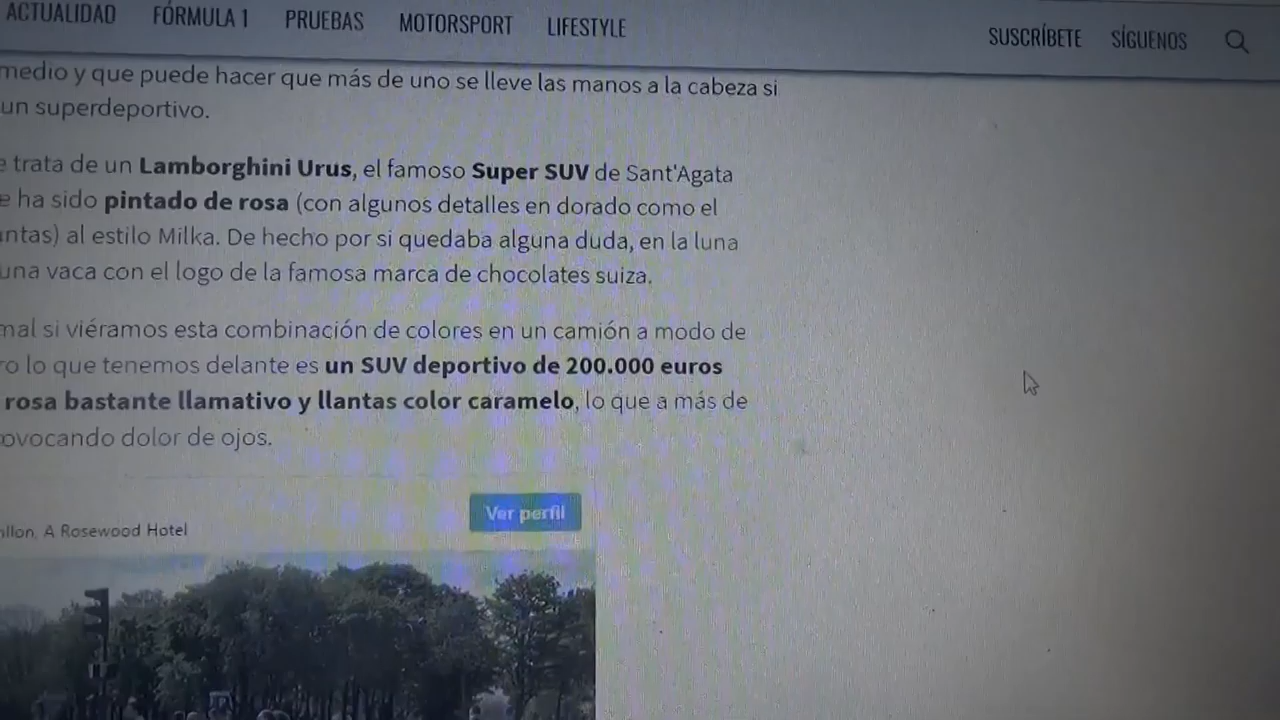 ACTUALIDAD FÓRMULA 1 PRUEBAS MOTORSPORT LIFESTYLE SUSCRÍBETE SÍGUENOS
medio y que puede hacer que más de uno se lleve las manos a la cabeza si
un superdeportivo.
trata de un Lamborghini Urus, el famoso Super SUV de Sant'Agata
ha sido pintado de rosa (con algunos detalles en dorado como el
ntas) al estilo Milka. De hecho por si quedaba alguna duda, en la luna
una vaca con el logo de la famosa marca de chocolates suiza.
mal si viéramos esta combinación de colores en un camión a modo de
ro lo que tenemos delante es un SUV deportivo de 200.000 euros
rosa bastante llamativo y llantas color caramelo, lo que a más de
ovocando dolor de ojos.
Ver perfil
illon, A Rosewood Hotel